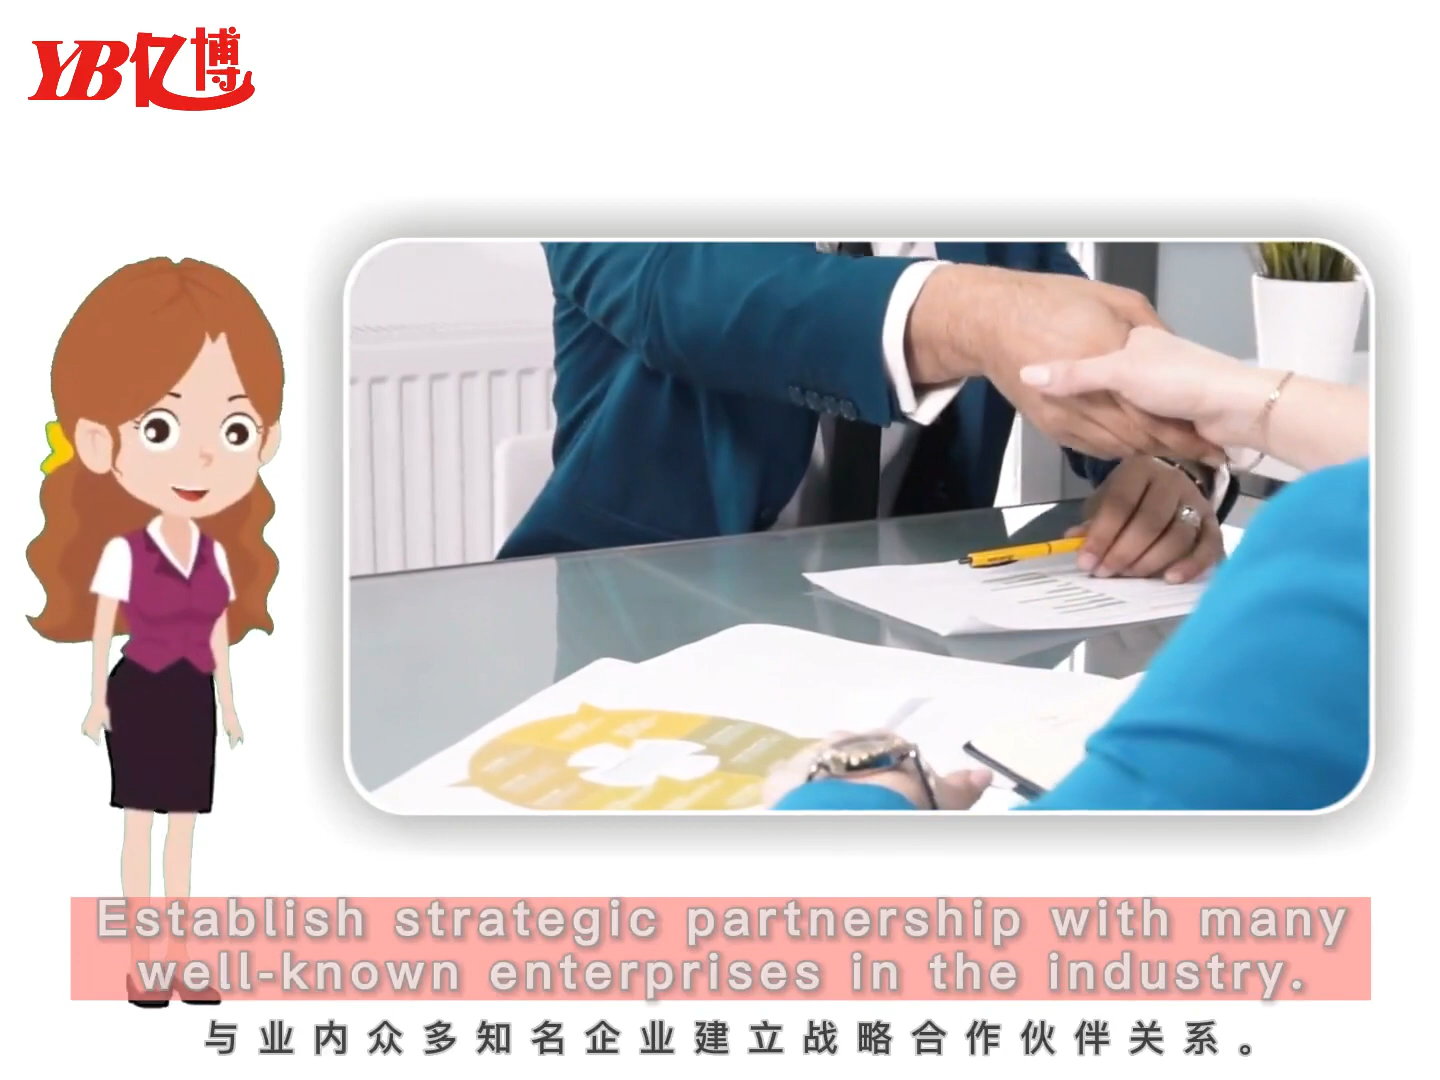 YB亿博
Establish strategic partnership with many
well-known enterprises in the industry.
与业内众多知名企业建立战略合作伙伴关系。